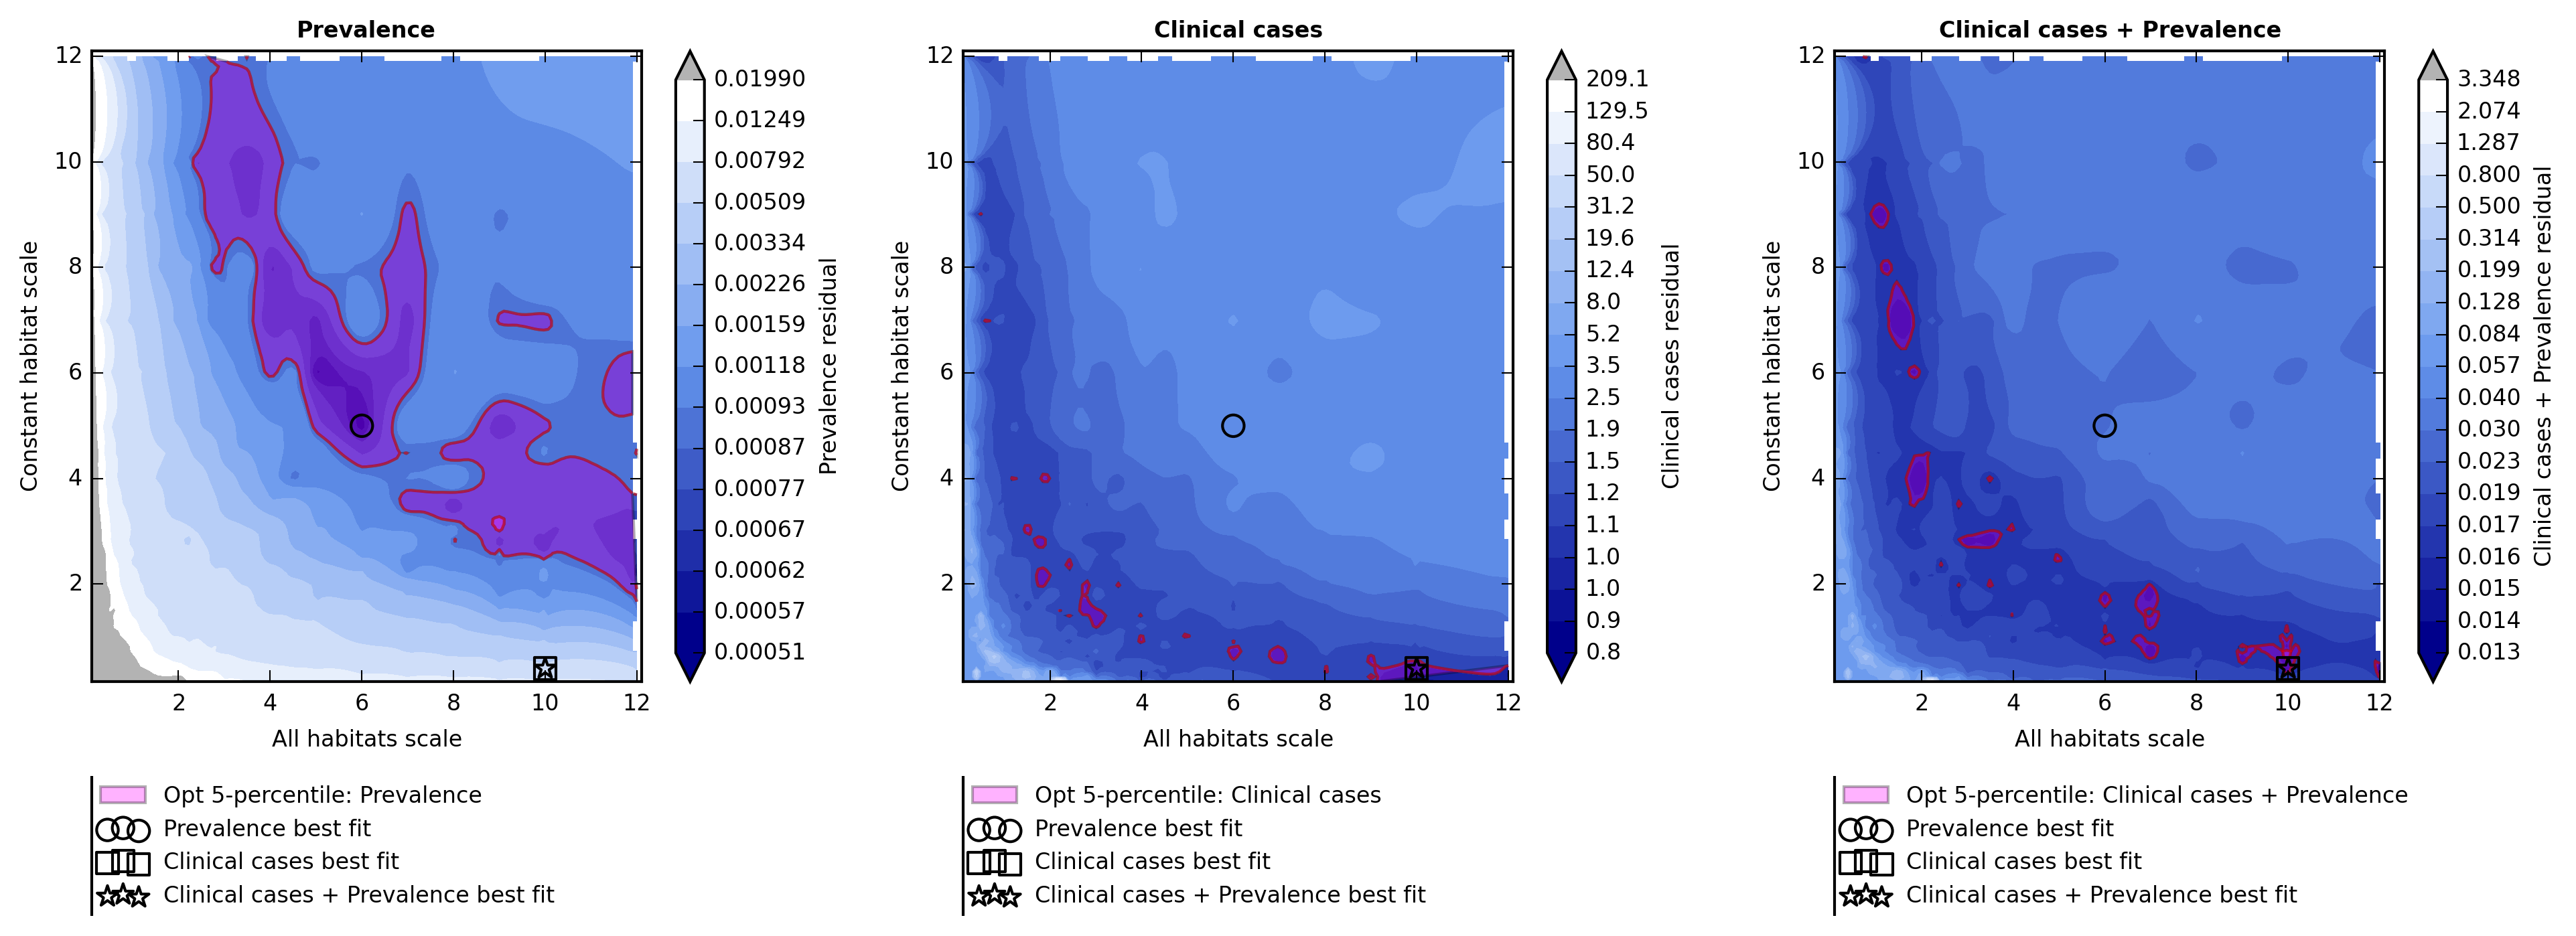 Prevalence
Constant habitat scale
12
10
8
6
4
2
2 4 6 8 10 12
All habitats scale
0.01990
0.01249
0.00792
0.00509
0.00334
0.00226
0.00159
0.00118
0.00093
0.00087
0.00077
0.00067
0.00062
0.00057
0.00051
Prevalence residual
Opt 5-percentile: Prevalence
Prevalence best fit
Clinical cases best fit
Clinical cases + Prevalence best fit
Clinical cases
Constant habitat scale
12
10
8
6
4
2
2 4 6 8 10 12
All habitats scale
209.1
129.5
80.4
50.0
31.2
19.6
12.4
8.0
5.2
3.5
2.5
1.9
1.5
1.2
1.1
1.0
1.0
0.9
0.8
Clinical cases residual
Opt 5-percentile: Clinical cases
Prevalence best fit
Clinical cases best fit
Clinical cases + Prevalence best fit
Clinical cases + Prevalence
Constant habitat scale
12
10
8
6
4
2
2 4 6 8 10 12
All habitats scale
3.348
2.074
1.287
0.800
0.500
0.314
0.199
0.128
0.084
0.057
0.040
0.030
0.023
0.019
0.017
0.016
0.015
0.014
0.013
Clinical cases + Prevalence residual
Opt 5-percentile: Clinical cases + Prevalence
Prevalence best fit
Clinical cases best fit
Clinical cases + Prevalence best fit